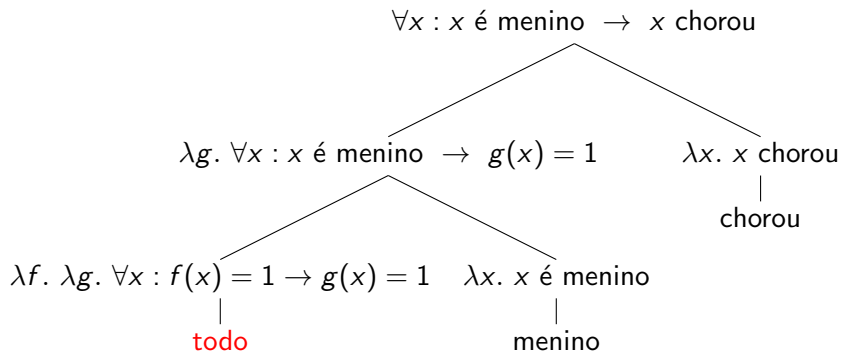 ∀x : x é menino → x chorou
λg. ∀x : x é menino → g(x) = 1 λx. x chorou
chorou
λf. λg. ∀x : f(x) = 1 → g(x) = 1 λx. x é menino
todo menino